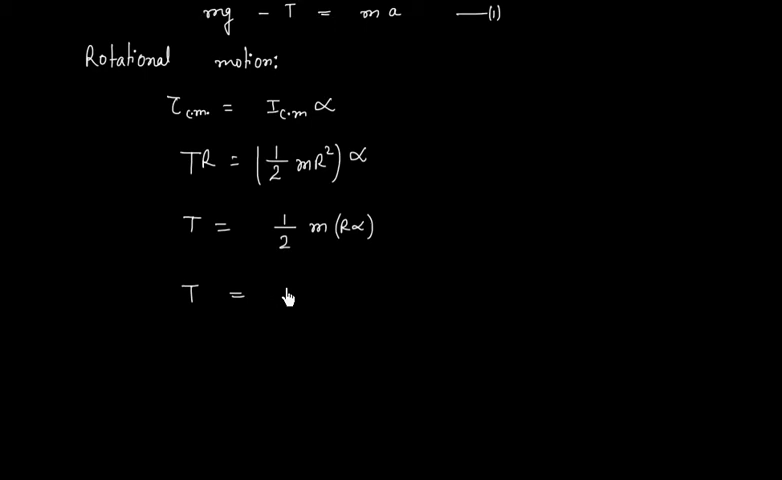 mg - T = ma —(1)
Rotational motion:
τc.m. = Ic.m α
TR = (1/2 mR²) α
T = 1/2 m(Rα)
T =